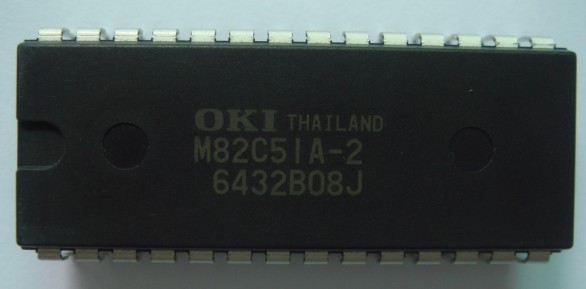 OKI THAILAND
M82C51A-2
6432B08J